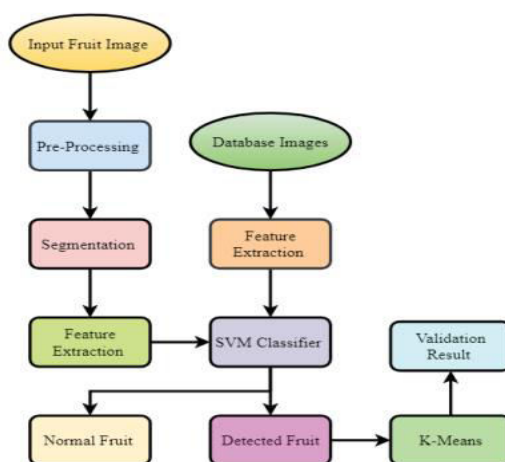 Input Fruit Image
Pre-Processing
Database Images
Segmentation
Feature
Extraction
Feature
Extraction
SVM Classifier
Validation
Result
Normal Fruit
Detected Fruit
K-Means